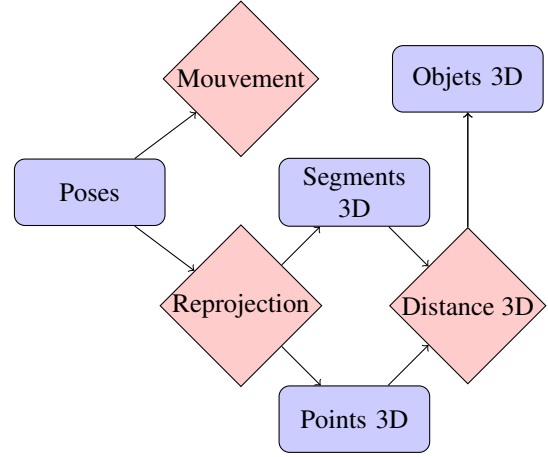 Mouvement
Objets 3D
Poses
Segments
3D
Reprojection
Distance 3D
Points 3D